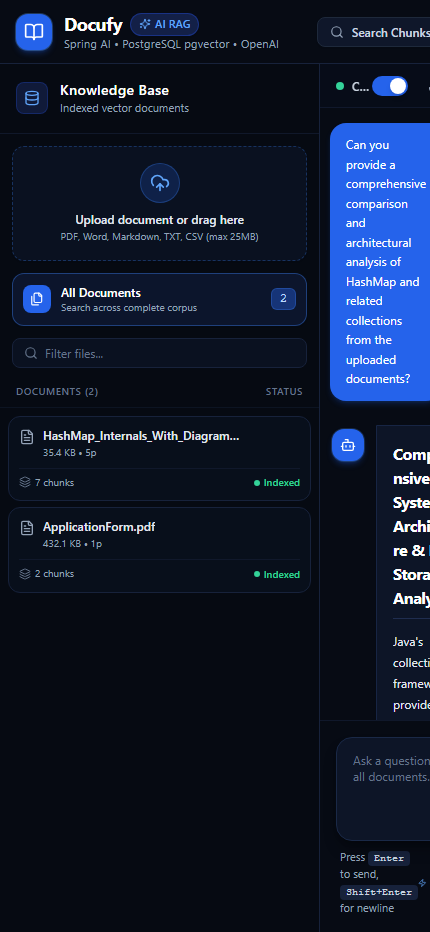 Docufy AI RAG
Spring AI • PostgreSQL pgvector • OpenAI
Search Chunks
Knowledge Base
Indexed vector documents
Upload document or drag here
PDF, Word, Markdown, TXT, CSV (max 25MB)
All Documents
Search across complete corpus
2
Filter files...
DOCUMENTS (2) STATUS
HashMap_Internals_With_Diagram...
35.4 KB • 5p
7 chunks Indexed
ApplicationForm.pdf
432.1 KB • 1p
2 chunks Indexed
C...
Can you
provide a
comprehensive
comparison
and
architectural
analysis of
HashMap and
related
collections
from the
uploaded
documents?
Comp
nsive
Syste
Archi
re &
Stora
Analy
Java's
collecti
framew
provide
Ask a question
all documents.
Press Enter
to send,
Shift+Enter
for newline